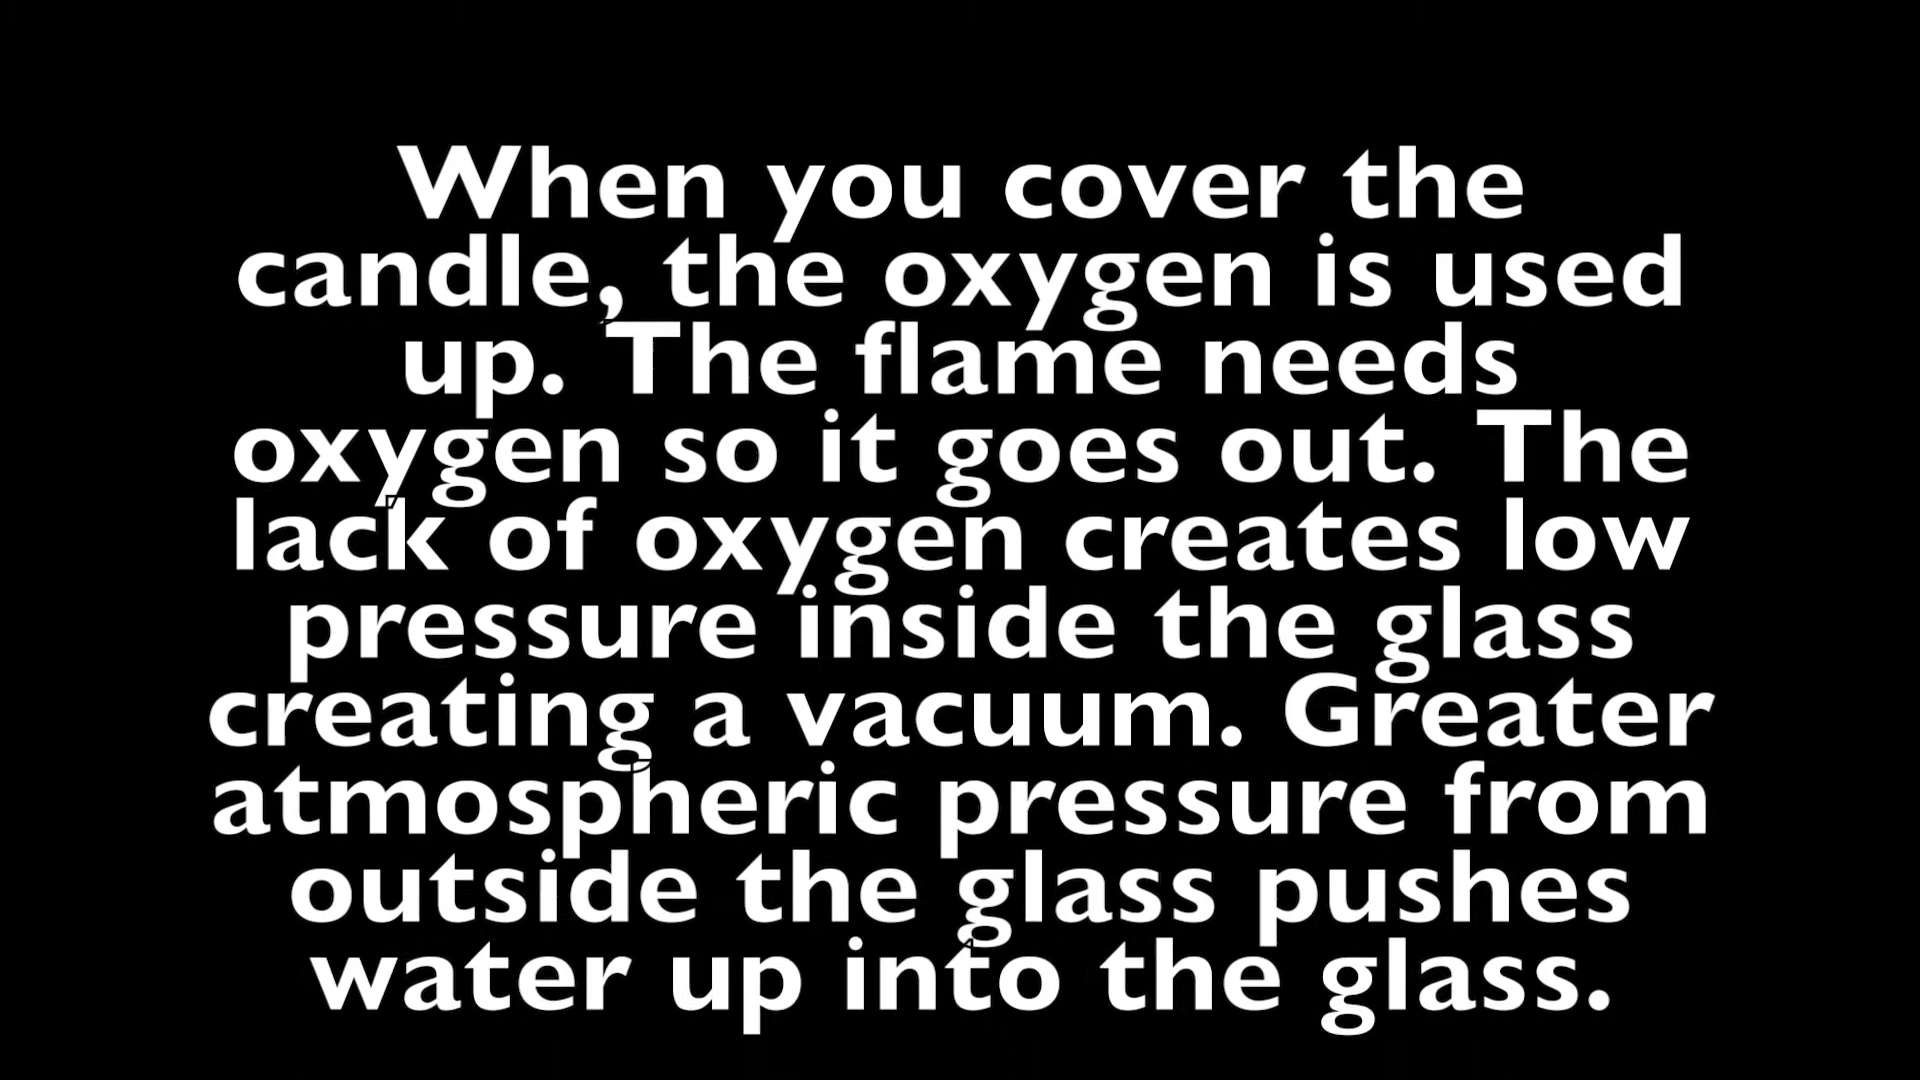 When you cover the
candle, the oxygen is used
up. The flame needs
oxygen so it goes out. The
lack of oxygen creates low
pressure inside the glass
creating a vacuum. Greater
atmospheric pressure from
outside the glass pushes
water up into the glass.